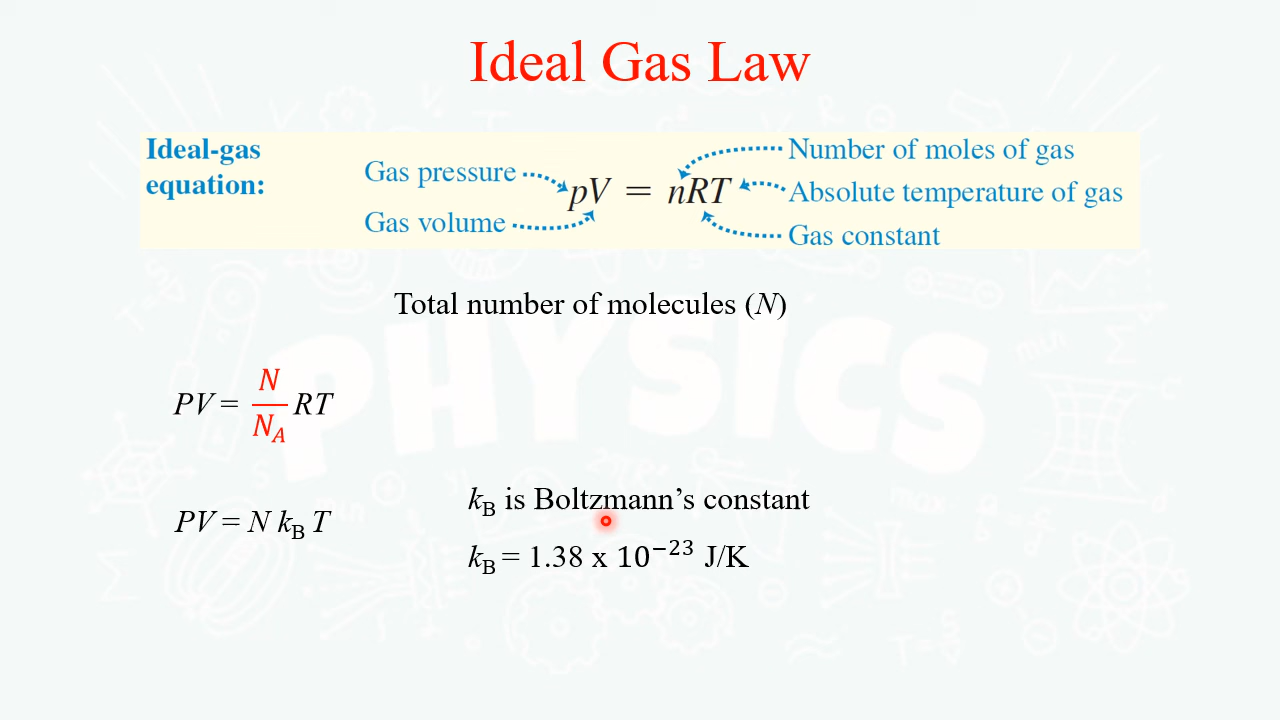 Ideal Gas Law
Ideal-gas
equation:
Gas pressure
Gas volume
pV = nRT
Number of moles of gas
Absolute temperature of gas
Gas constant
Total number of molecules (N)
PV = N/N_A RT
PV = N k_B T
k_B is Boltzmann’s constant
k_B = 1.38 x 10⁻²³ J/K
PHYSICS